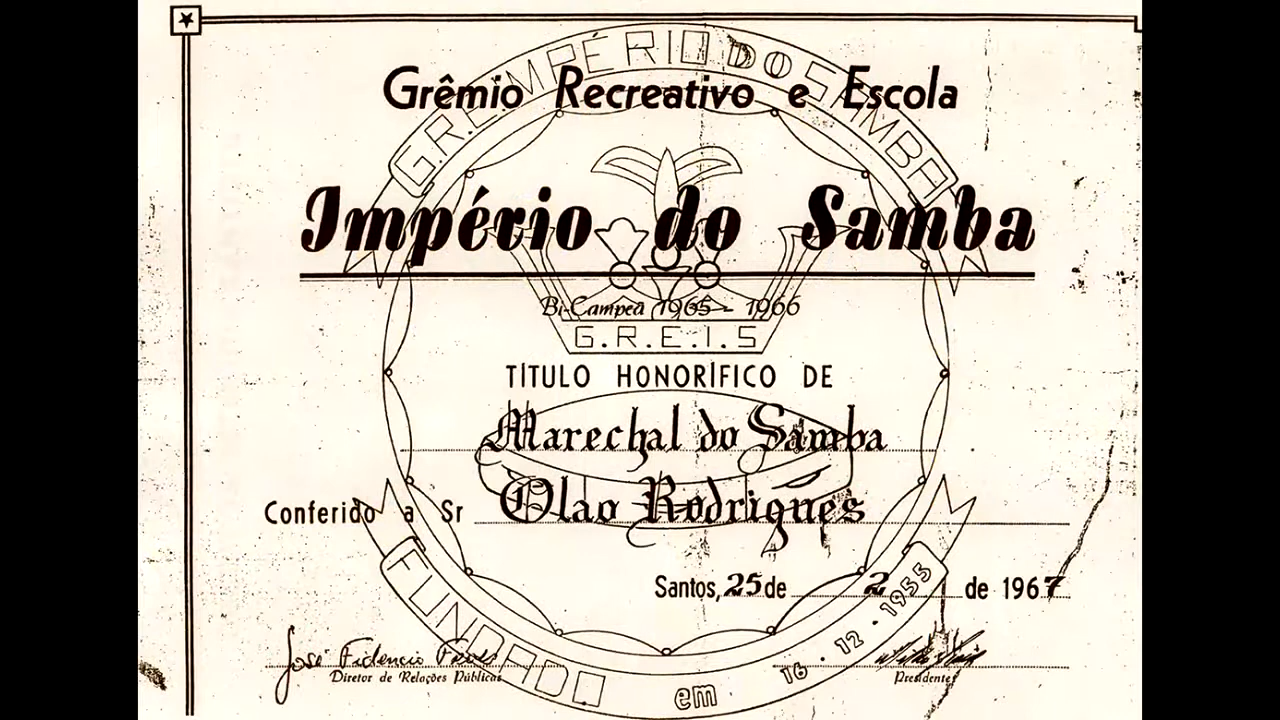 G.R.E. IMPÉRIO DO SAMBA
Grêmio Recreativo e Escola
Império do Samba
Bi-Campeã 1965 - 1966
G.R.E.I.S
TÍTULO HONORÍFICO DE
Marechal do Samba
Conferido a Sr Olao Rodrigues
Santos, 25 de 2 de 1967
José Fidencio
Diretor de Relações Públicas
Presidente
FUNDADO em 16.12.1955